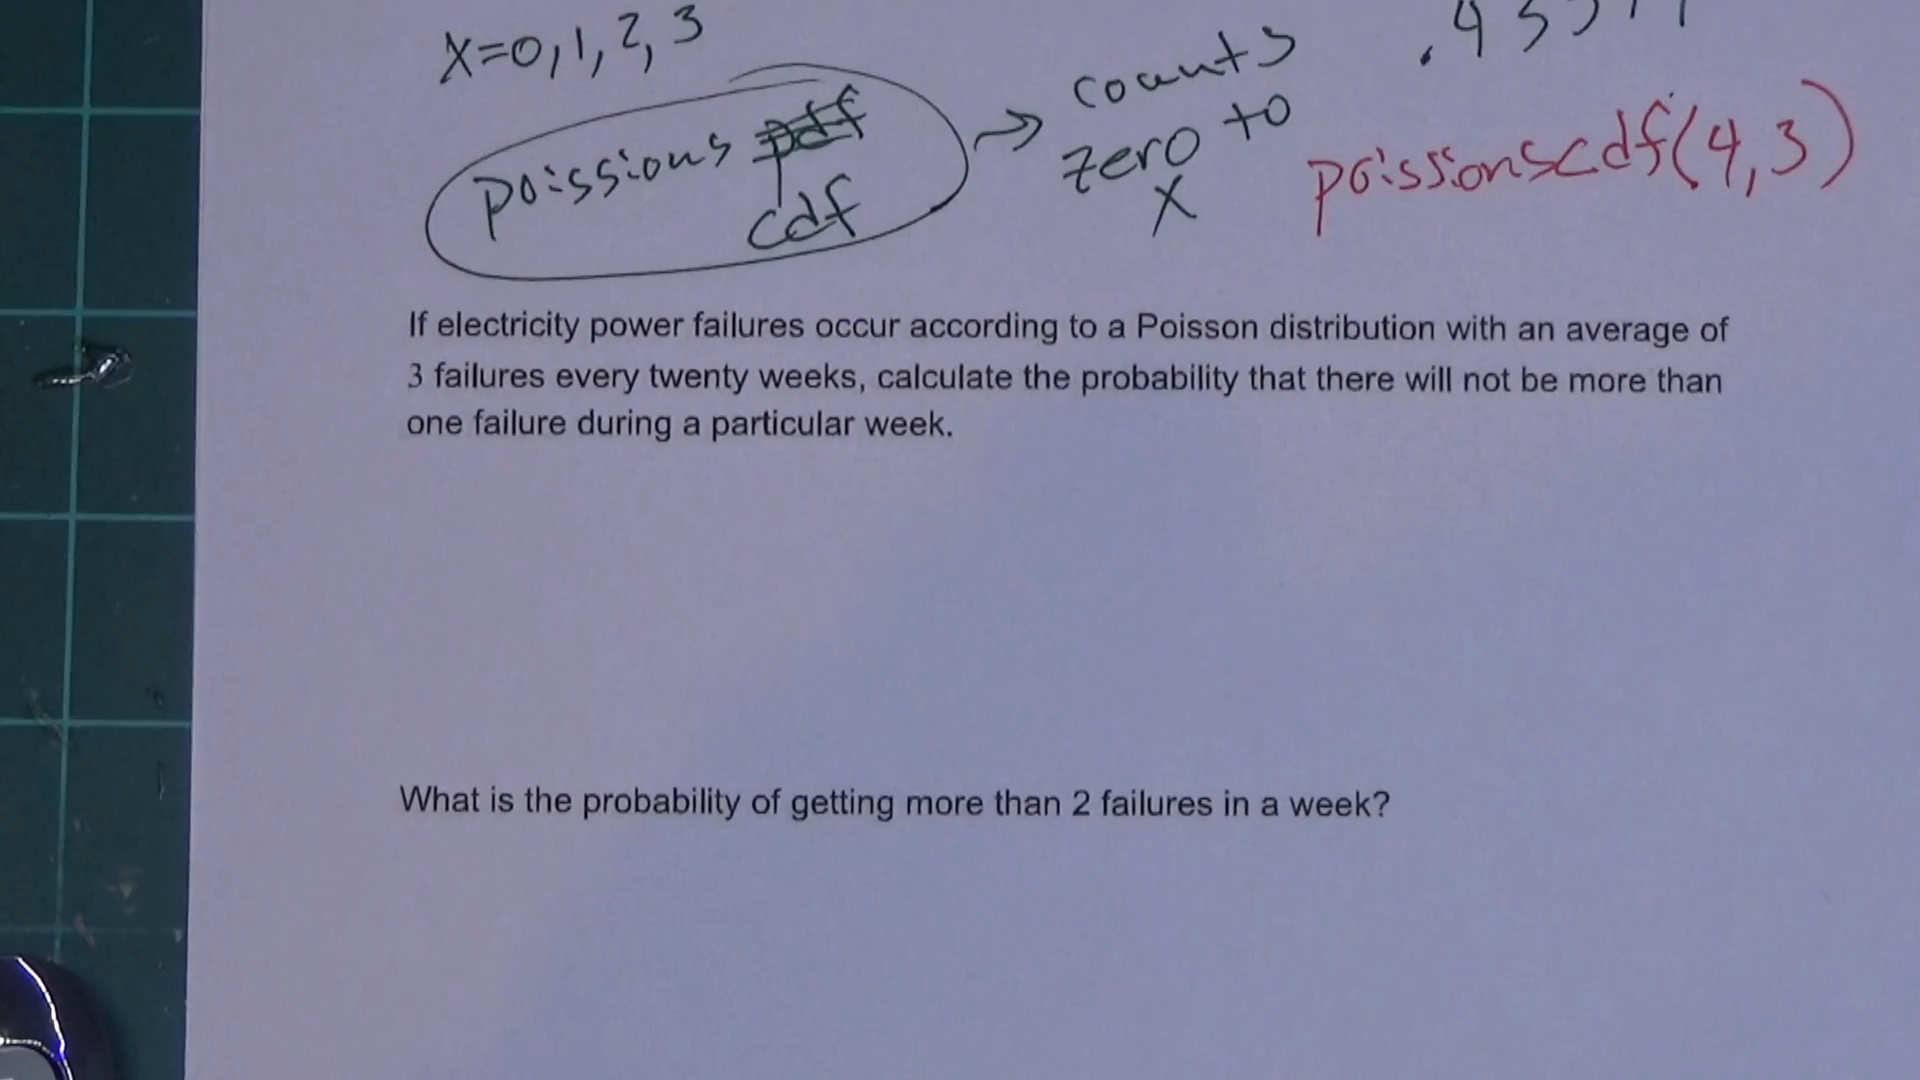 X=0,1,2,3
poissions pdf
cdf
counts
zero to
X
poissionscdf(4,3)
If electricity power failures occur according to a Poisson distribution with an average of
3 failures every twenty weeks, calculate the probability that there will not be more than
one failure during a particular week.
What is the probability of getting more than 2 failures in a week?